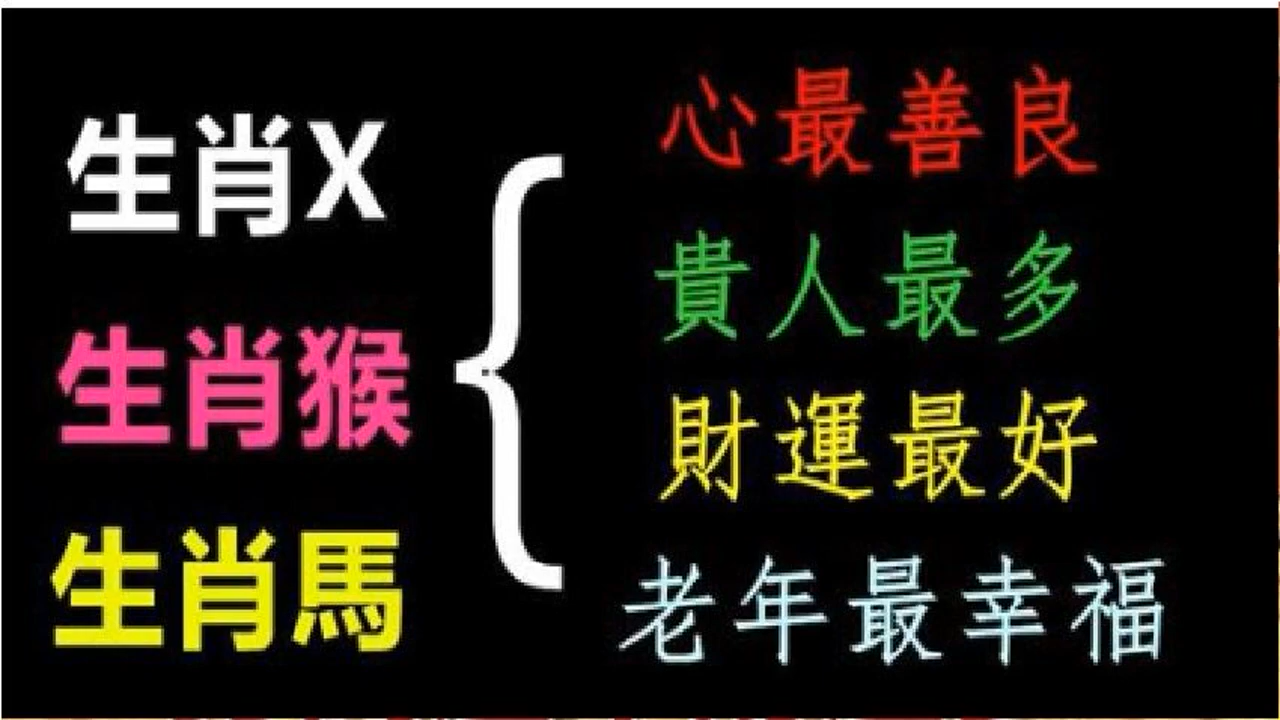 生肖X
生肖猴
生肖馬
心最善良
貴人最多
財運最好
老年最幸福